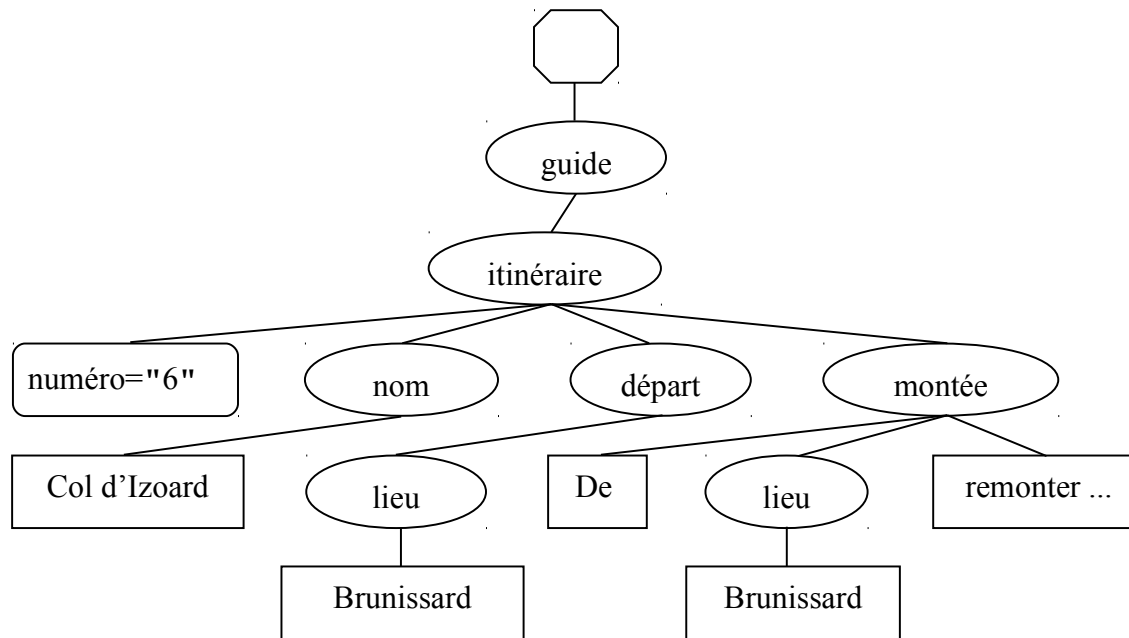 guide
itinéraire
numéro="6"
nom
départ
montée
Col d’Izoard
lieu
De
lieu
remonter ...
Brunissard
Brunissard